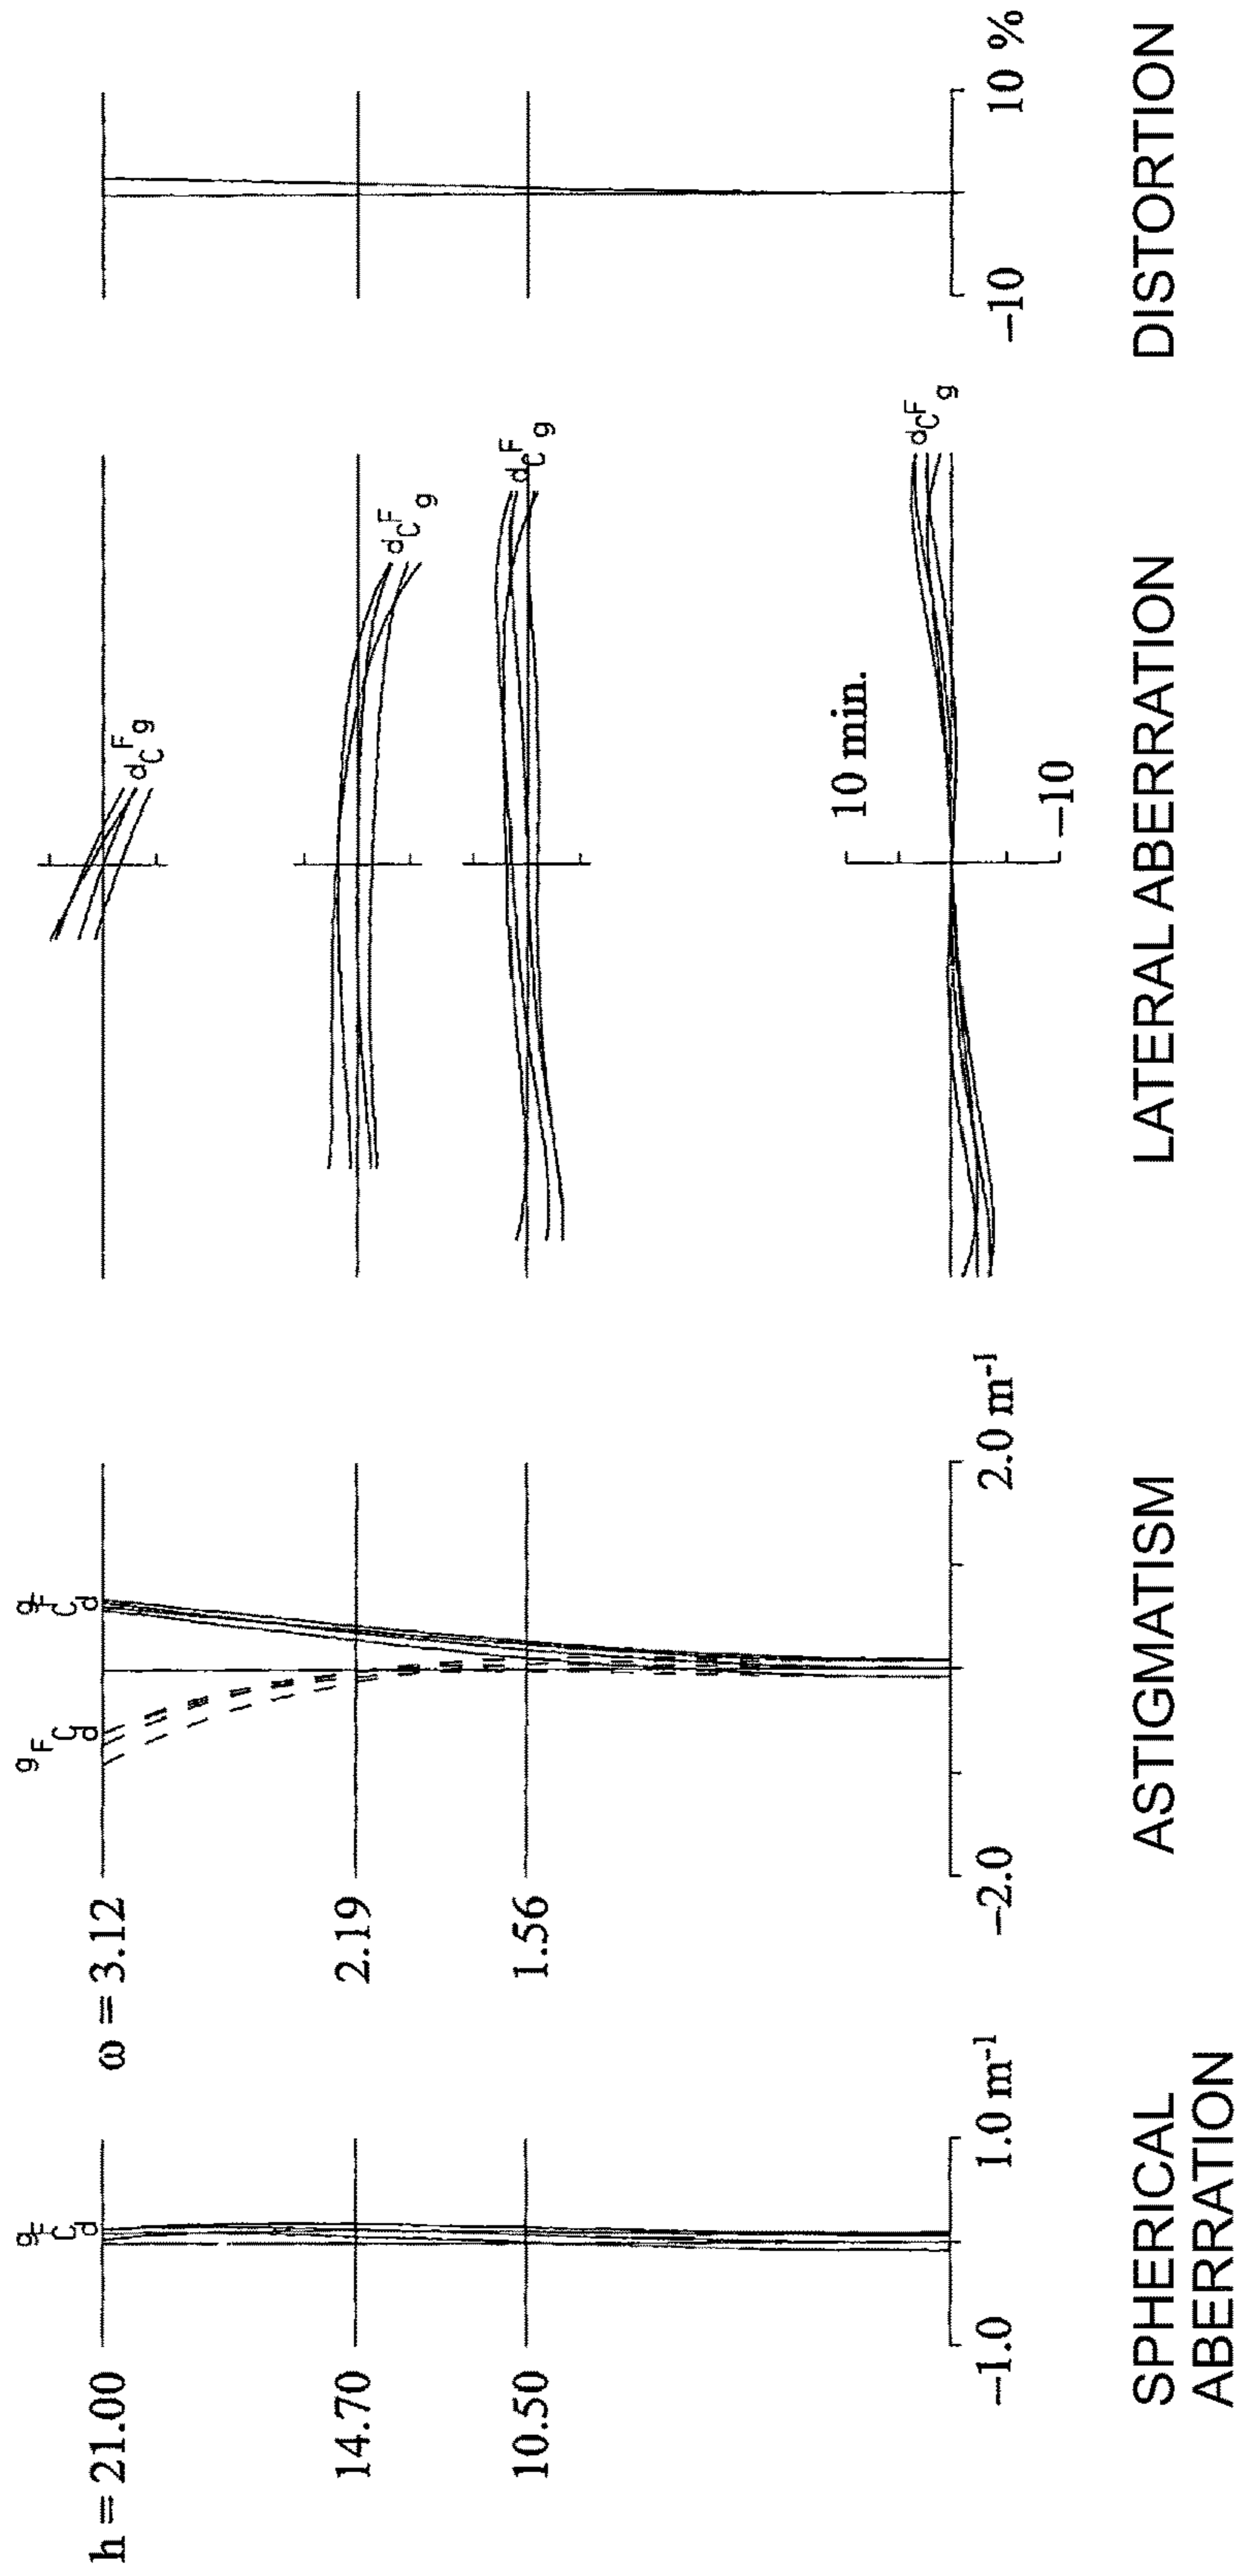 h = 21.00
14.70
10.50
g F
C
d
-1.0
1.0 m⁻¹
SPHERICAL
ABERRATION
ω = 3.12
2.19
1.56
g F C d
g F
C
d
-2.0
2.0 m⁻¹
ASTIGMATISM
d C F g
d C F g
d C F g
d C F g
10 min.
-10
LATERAL ABERRATION
-10
10 %
DISTORTION